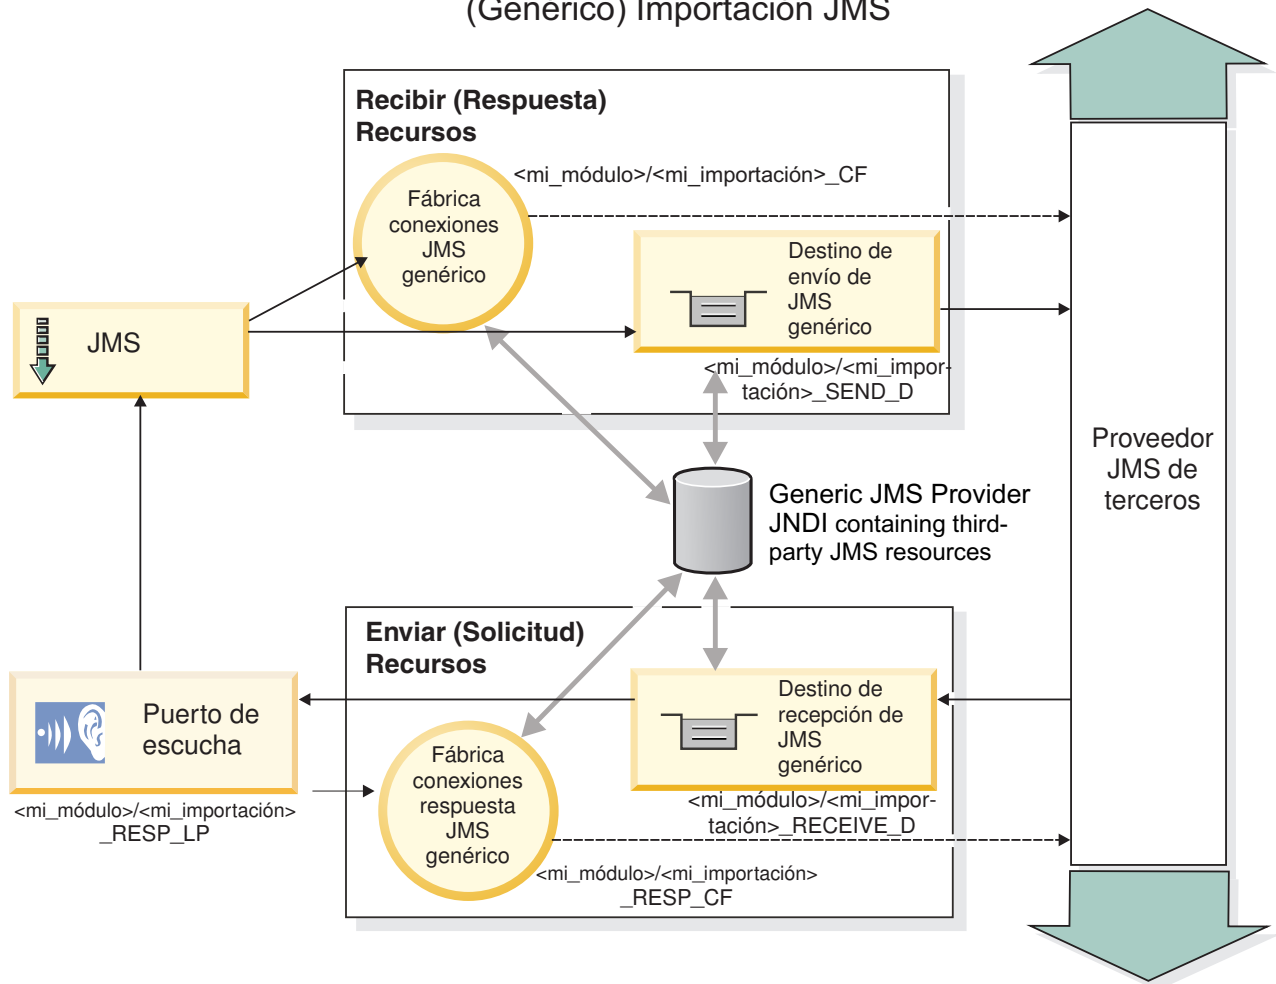 (Genérico) Importación JMS
Recibir (Respuesta)
Recursos
<mi_módulo>/<mi_importación>_CF
Fábrica
conexiones
JMS
genérico
Destino de
envío de
JMS
genérico
JMS
<mi_módulo>/<mi_impor-
tación>_SEND_D
Proveedor
JMS de
terceros
Generic JMS Provider
JNDI containing third-
party JMS resources
Enviar (Solicitud)
Recursos
Puerto de
escucha
Destino de
recepción de
JMS
genérico
Fábrica
conexiones
respuesta
JMS
genérico
<mi_módulo>/<mi_importación>
_RESP_LP
<mi_módulo>/<mi_impor-
tación>_RECEIVE_D
<mi_módulo>/<mi_importación>
_RESP_CF